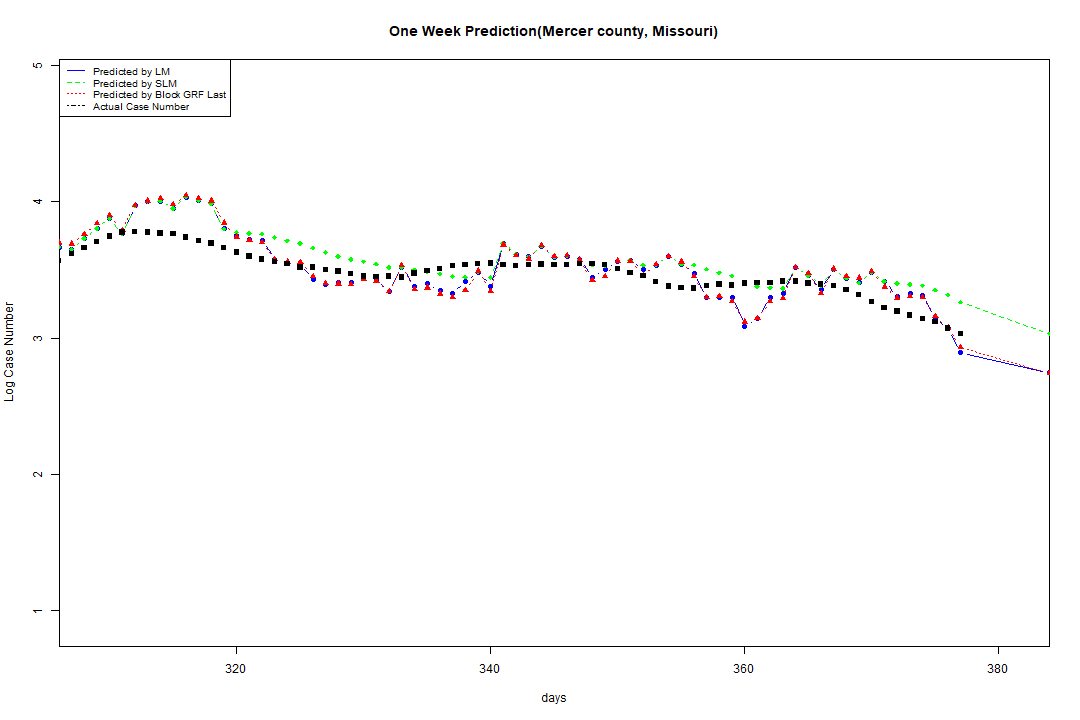 One Week Prediction(Mercer county, Missouri)
5
Predicted by LM
Predicted by SLM
Predicted by Block GRF Last
Actual Case Number
4
3
2
1
Log Case Number
320
340
360
380
days